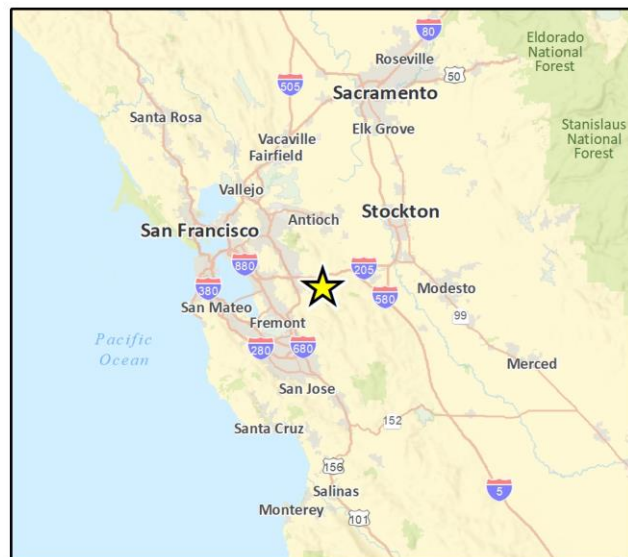 Eldorado
National
Forest
80
Roseville
50
505
Sacramento
Santa Rosa
Elk Grove
Stanislaus
National
Forest
Vacaville
Fairfield
Vallejo
Antioch
Stockton
San Francisco
880
205
380
580
Modesto
San Mateo
99
Fremont
Pacific
Ocean
280
680
Merced
San Jose
152
Santa Cruz
156
5
Salinas
Monterey
101